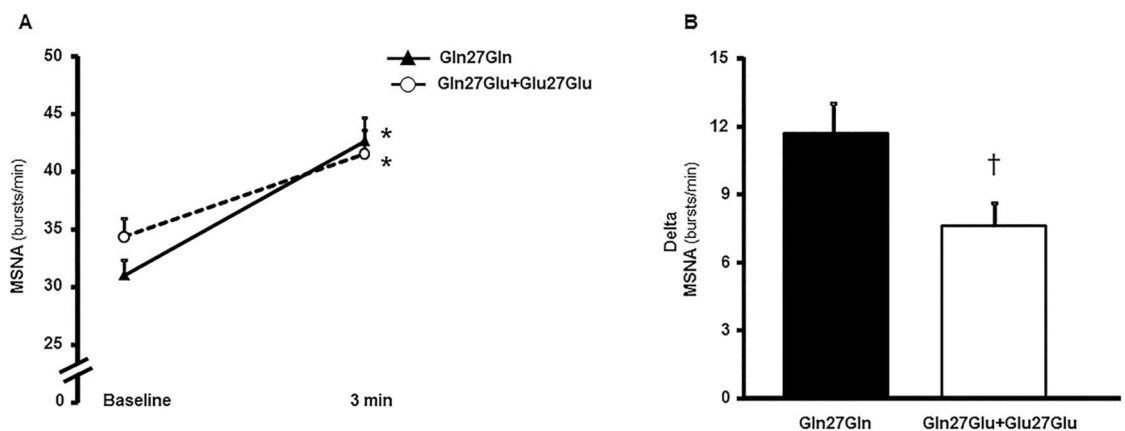 A
50
45
40
35
30
25
0
MSNA (bursts/min)
Baseline
3 min
Gln27Gln
Gln27Glu+Glu27Glu
*
*
B
15
12
9
6
3
0
Delta
MSNA (bursts/min)
†
Gln27Gln
Gln27Glu+Glu27Glu